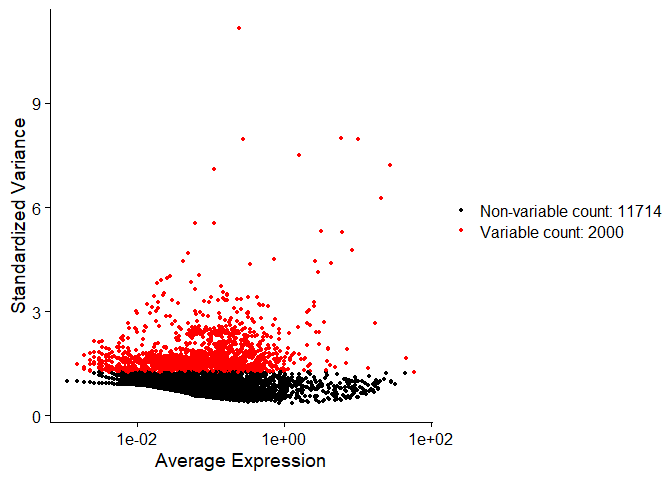 Standardized Variance
9
6
3
0
1e-02
1e+00
1e+02
Average Expression
Non-variable count: 11714
Variable count: 2000